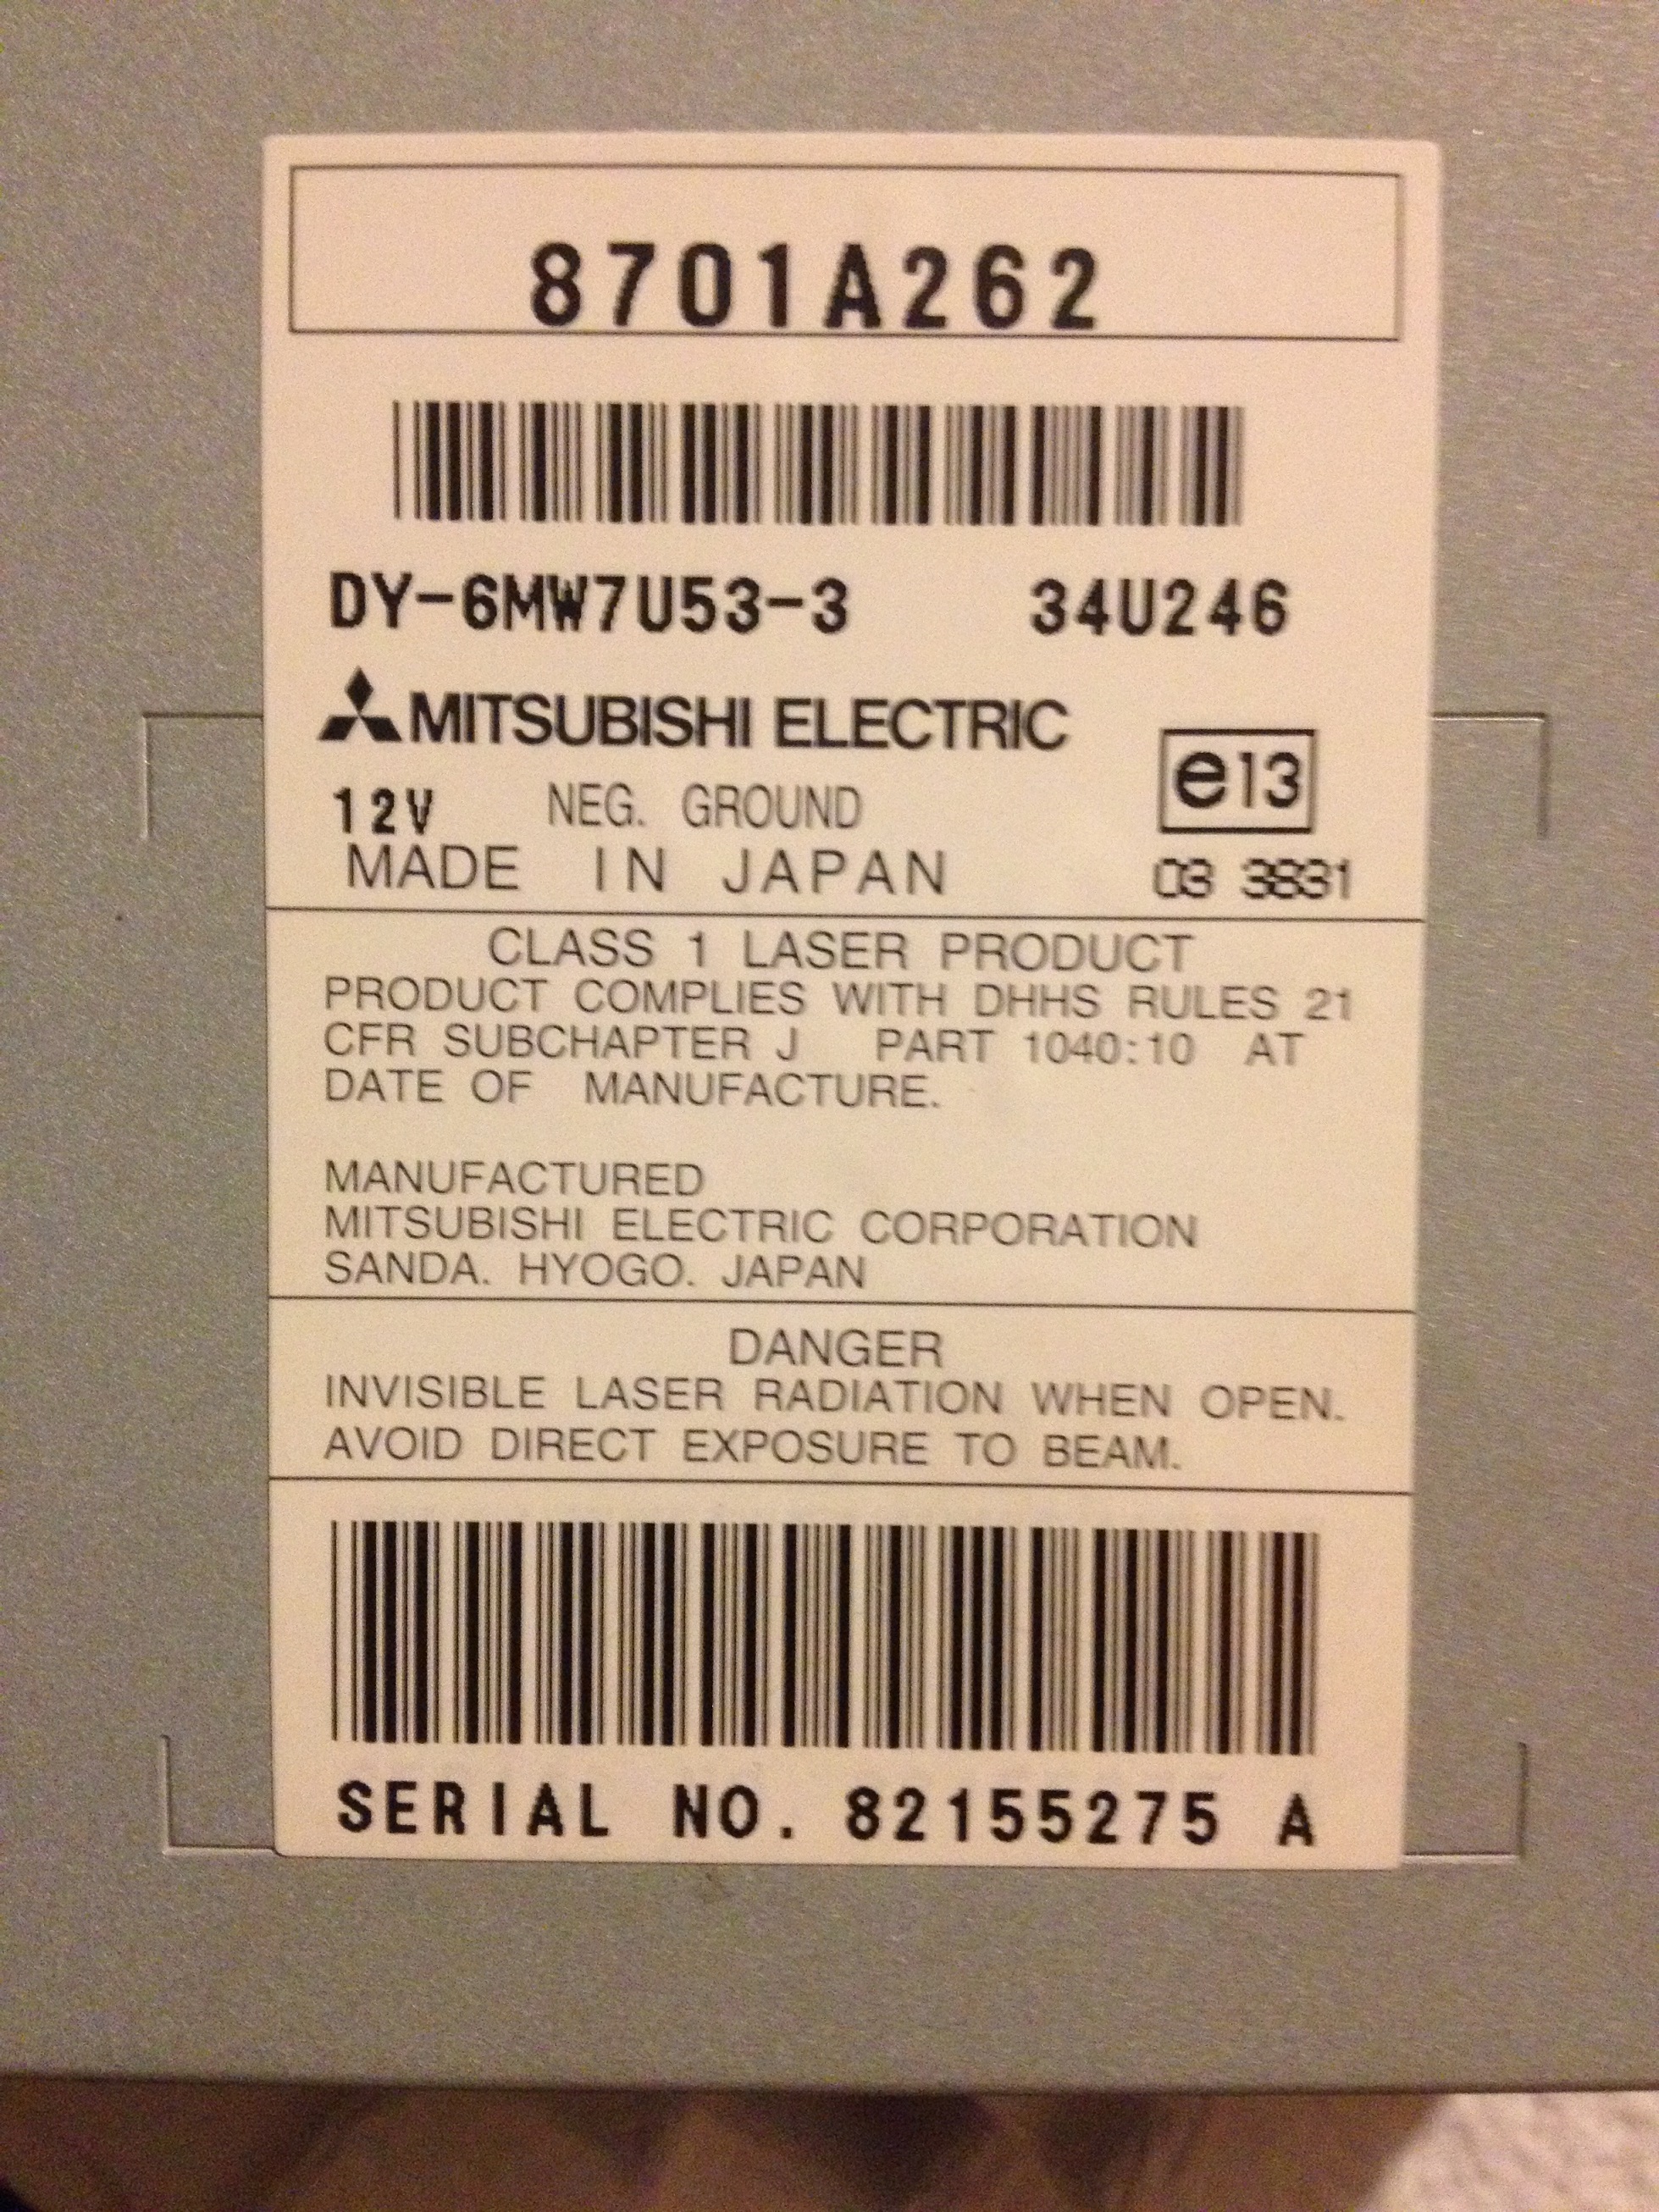 8701A262
DY-6MW7U53-3 34U246
MITSUBISHI ELECTRIC
e13
12V NEG. GROUND
MADE IN JAPAN
03 3831
CLASS 1 LASER PRODUCT
PRODUCT COMPLIES WITH DHHS RULES 21
CFR SUBCHAPTER J PART 1040:10 AT
DATE OF MANUFACTURE.
MANUFACTURED
MITSUBISHI ELECTRIC CORPORATION
SANDA. HYOGO. JAPAN
DANGER
INVISIBLE LASER RADIATION WHEN OPEN.
AVOID DIRECT EXPOSURE TO BEAM.
SERIAL NO. 82155275 A